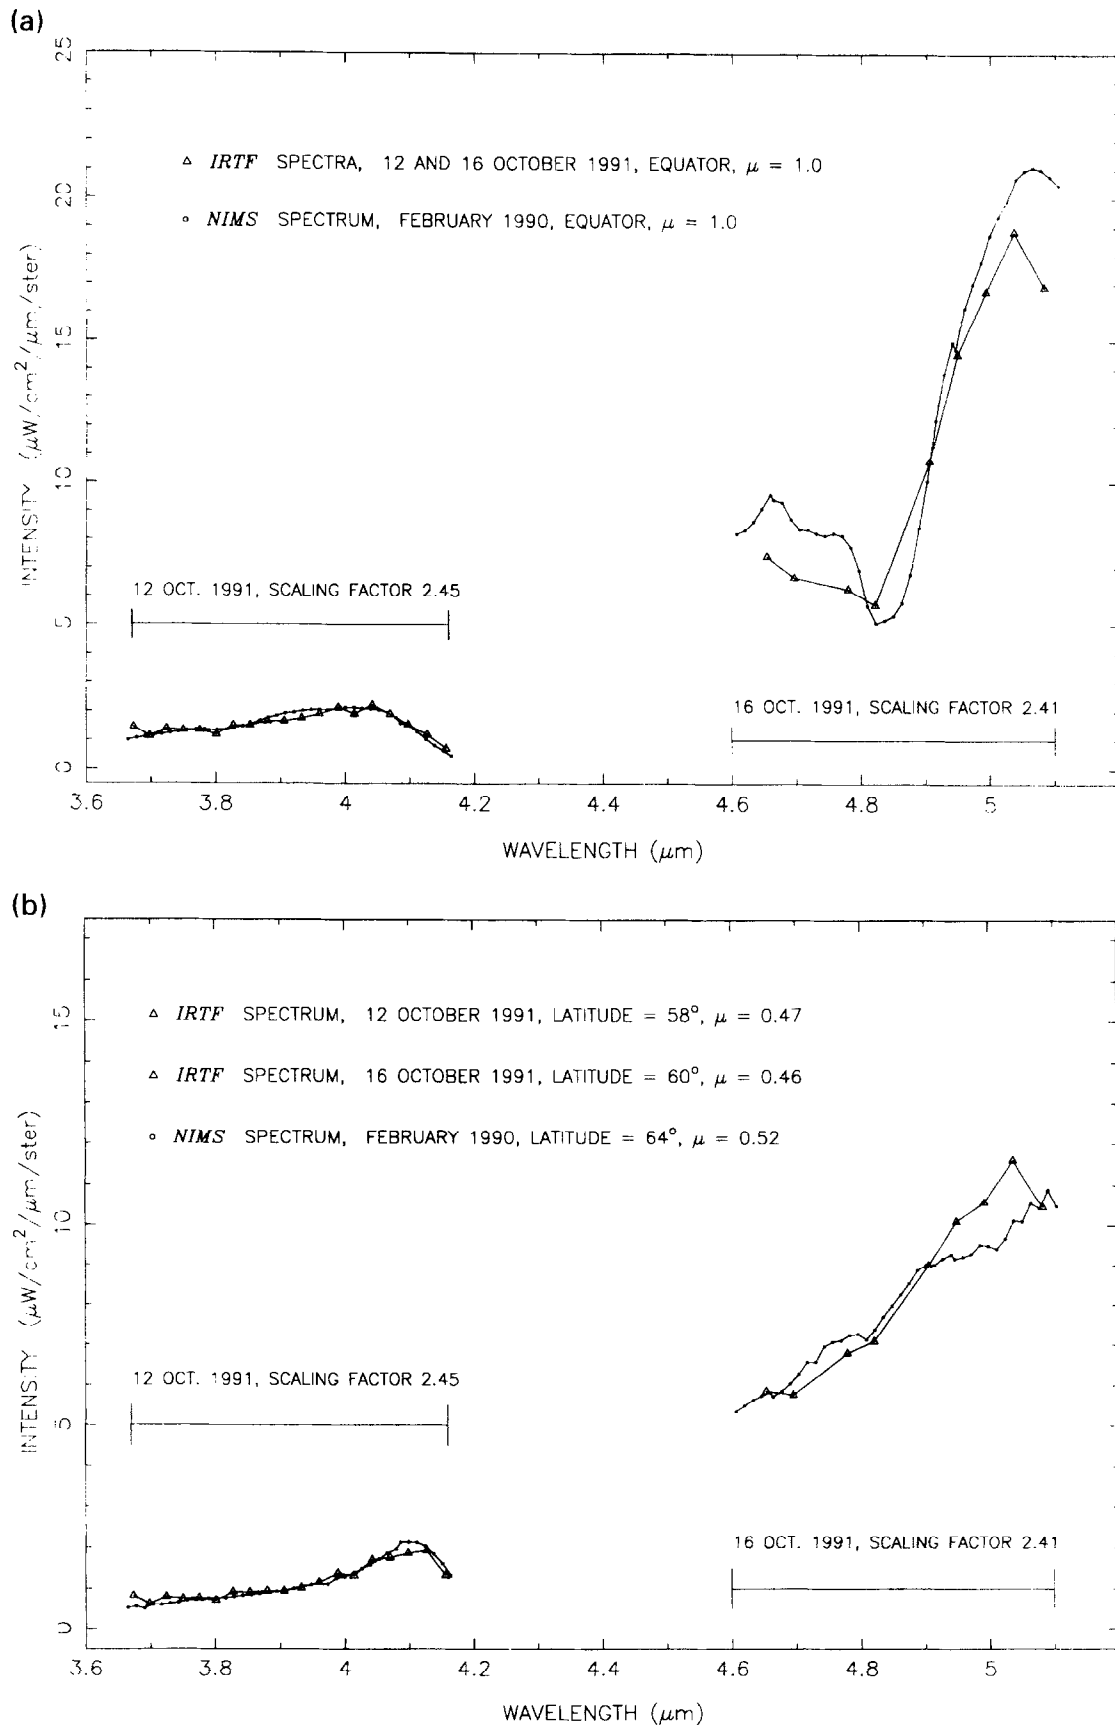 (a)
25
20
15
10
5
0
INTENSITY (μW/cm²/μm/ster)
△ IRTF SPECTRA, 12 AND 16 OCTOBER 1991, EQUATOR, μ = 1.0
○ NIMS SPECTRUM, FEBRUARY 1990, EQUATOR, μ = 1.0
12 OCT. 1991, SCALING FACTOR 2.45
16 OCT. 1991, SCALING FACTOR 2.41
3.6 3.8 4 4.2 4.4 4.6 4.8 5
WAVELENGTH (μm)
(b)
15
10
5
0
INTENSITY (μW/cm²/μm/ster)
△ IRTF SPECTRUM, 12 OCTOBER 1991, LATITUDE = 58°, μ = 0.47
△ IRTF SPECTRUM, 16 OCTOBER 1991, LATITUDE = 60°, μ = 0.46
○ NIMS SPECTRUM, FEBRUARY 1990, LATITUDE = 64°, μ = 0.52
12 OCT. 1991, SCALING FACTOR 2.45
16 OCT. 1991, SCALING FACTOR 2.41
3.6 3.8 4 4.2 4.4 4.6 4.8 5
WAVELENGTH (μm)